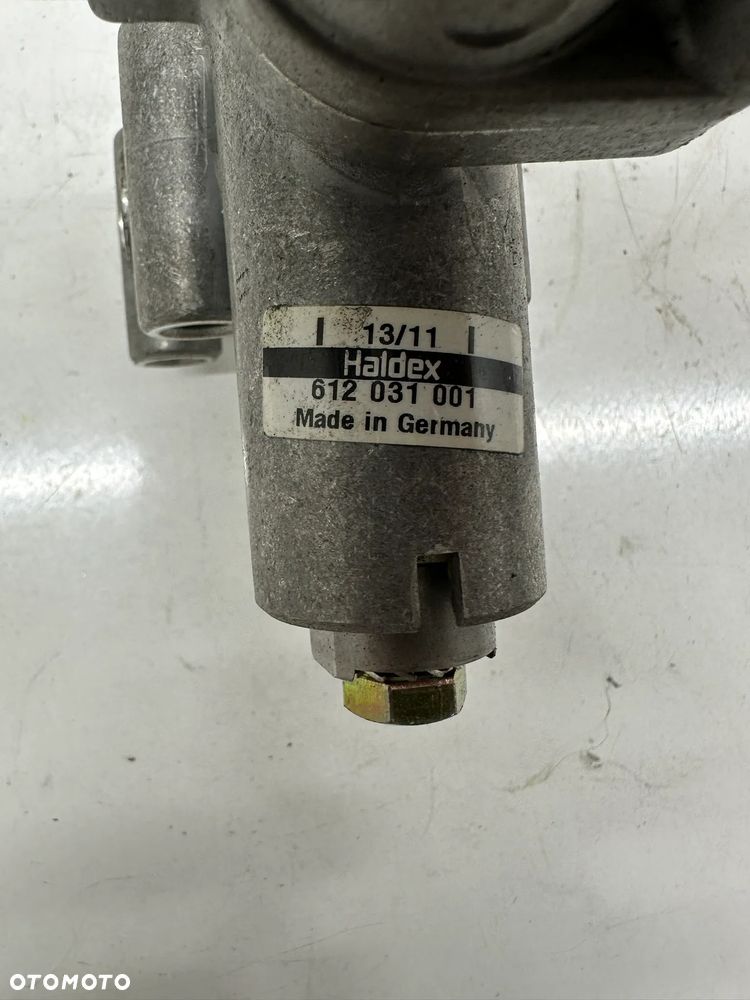 | 13/11 |
Haldex
612 031 001
Made in Germany
OTOMOTO